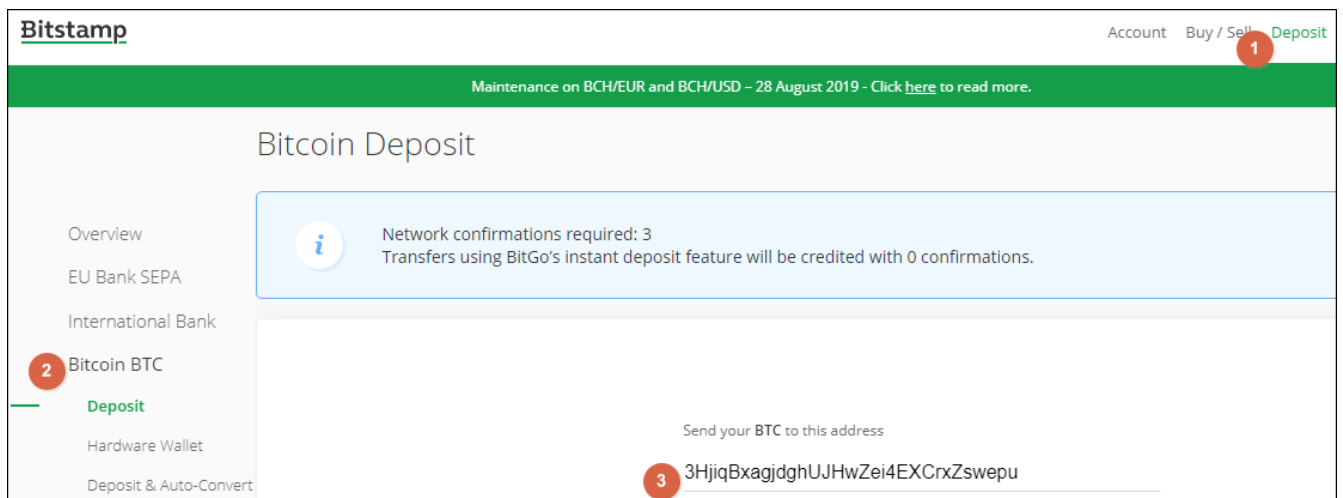 Bitstamp
Account Buy / Sell Deposit
1
Maintenance on BCH/EUR and BCH/USD – 28 August 2019 - Click here to read more.
Bitcoin Deposit
i
Network confirmations required: 3
Transfers using BitGo's instant deposit feature will be credited with 0 confirmations.
Overview
EU Bank SEPA
International Bank
2
Bitcoin BTC
Deposit
Hardware Wallet
Deposit & Auto-Convert
Send your BTC to this address
3
3HjiqBxagjdghUJHwZei4EXCrxZswepu